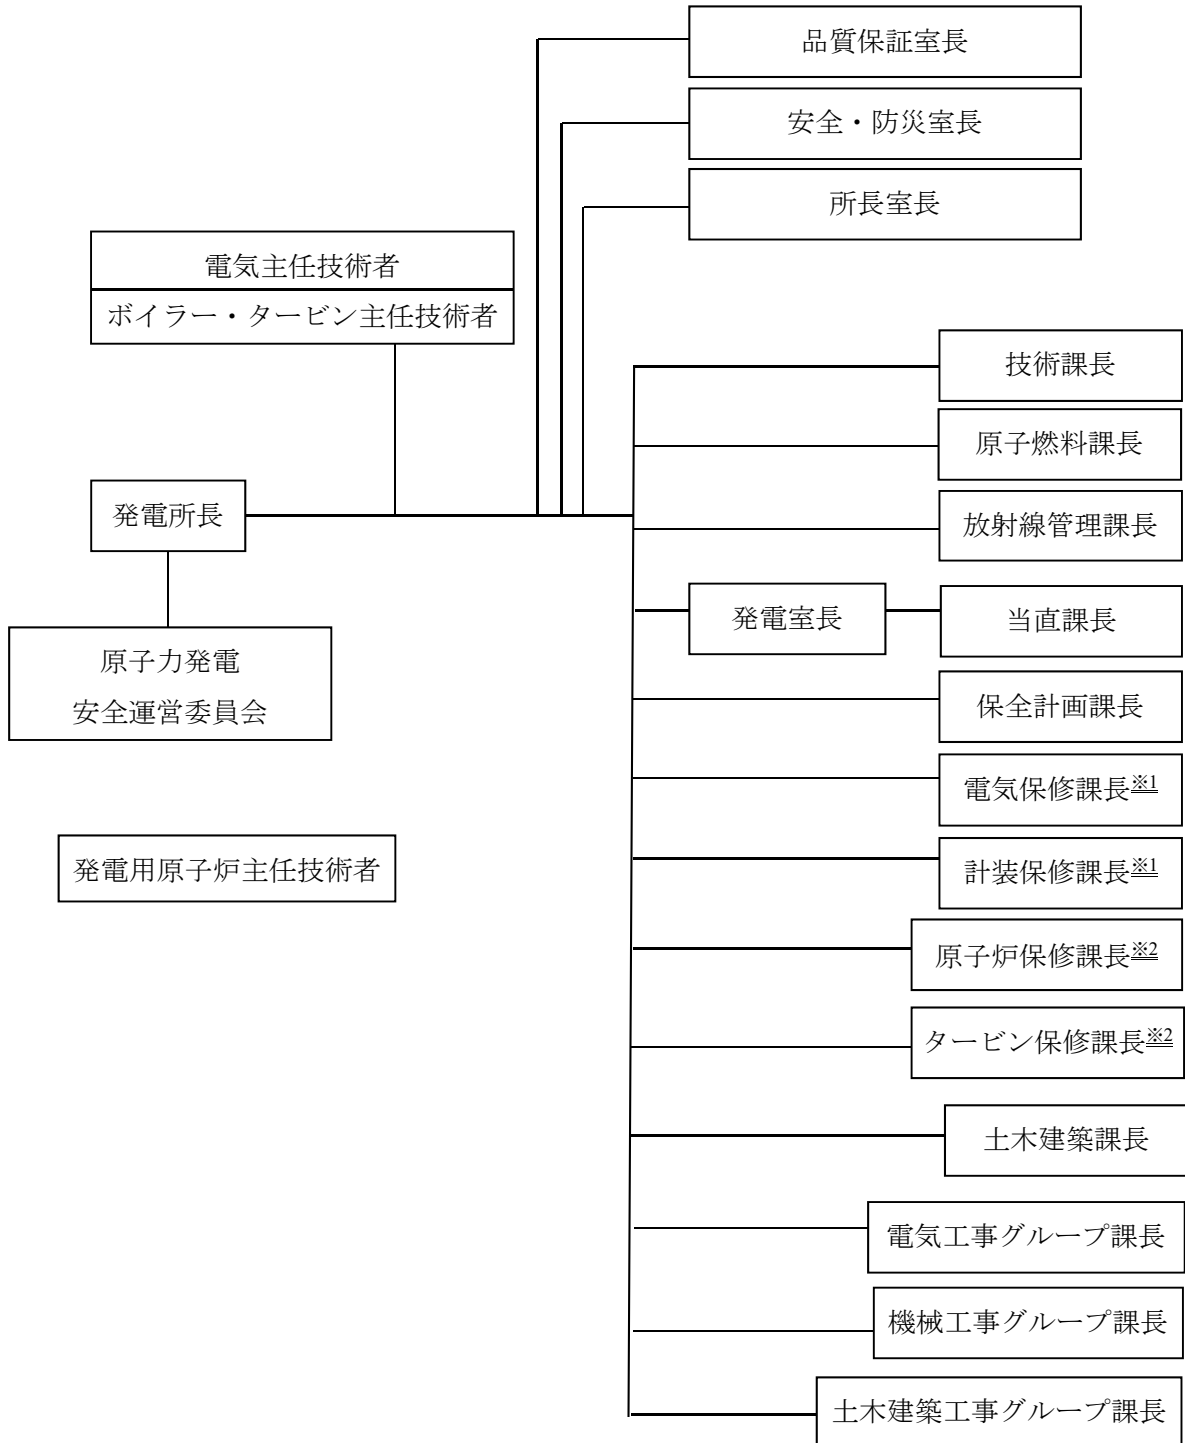 品質保証室長
安全・防災室長
所長室長
電気主任技術者
ボイラー・タービン主任技術者
技術課長
原子燃料課長
発電所長
放射線管理課長
発電室長
当直課長
原子力発電
安全運営委員会
保全計画課長
電気保修課長※1
発電用原子炉主任技術者
計装保修課長※1
原子炉保修課長※2
タービン保修課長※2
土木建築課長
電気工事グループ課長
機械工事グループ課長
土木建築工事グループ課長